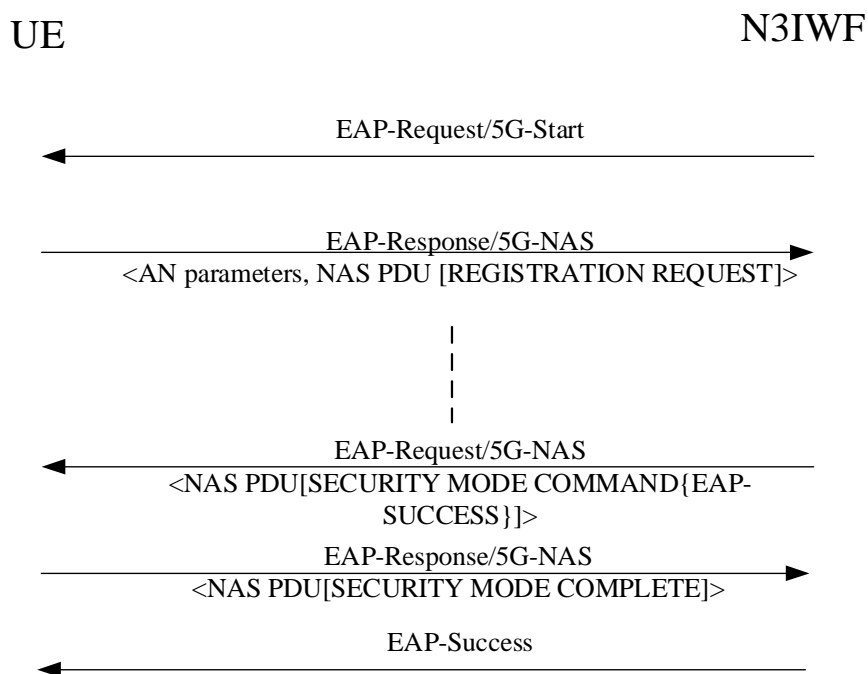 UE
N3IWF
EAP-Request/5G-Start
EAP-Response/5G-NAS
<AN parameters, NAS PDU [REGISTRATION REQUEST]>
EAP-Request/5G-NAS
<NAS PDU[SECURITY MODE COMMAND{EAP-
SUCCESS}]>
EAP-Response/5G-NAS
<NAS PDU[SECURITY MODE COMPLETE]>
EAP-Success